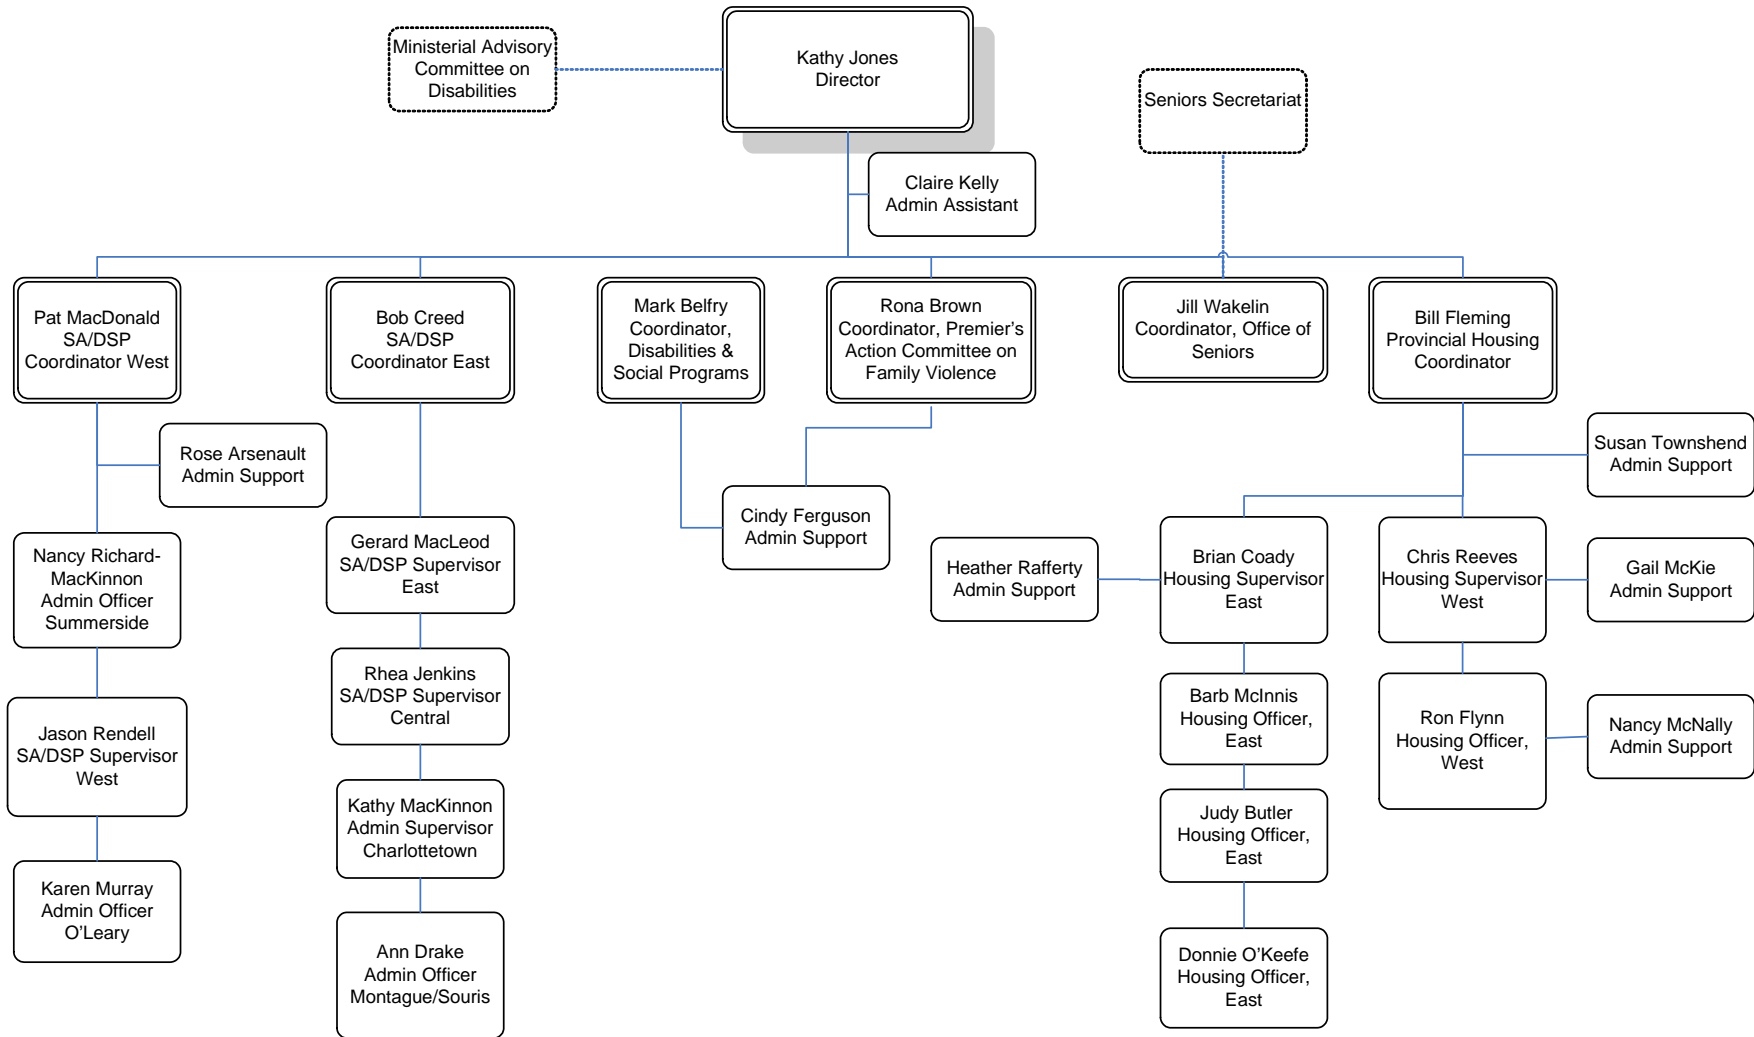 Ministerial Advisory
Committee on
Disabilities
Kathy Jones
Director
Seniors Secretariat
Claire Kelly
Admin Assistant
Pat MacDonald
SA/DSP
Coordinator West
Bob Creed
SA/DSP
Coordinator East
Mark Belfry
Coordinator,
Disabilities &
Social Programs
Rona Brown
Coordinator, Premier’s
Action Committee on
Family Violence
Jill Wakelin
Coordinator, Office of
Seniors
Bill Fleming
Provincial Housing
Coordinator
Rose Arsenault
Admin Support
Susan Townshend
Admin Support
Cindy Ferguson
Admin Support
Nancy Richard-
MacKinnon
Admin Officer
Summerside
Gerard MacLeod
SA/DSP Supervisor
East
Heather Rafferty
Admin Support
Brian Coady
Housing Supervisor
East
Chris Reeves
Housing Supervisor
West
Gail McKie
Admin Support
Jason Rendell
SA/DSP Supervisor
West
Rhea Jenkins
SA/DSP Supervisor
Central
Barb McInnis
Housing Officer,
East
Ron Flynn
Housing Officer,
West
Nancy McNally
Admin Support
Kathy MacKinnon
Admin Supervisor
Charlottetown
Judy Butler
Housing Officer,
East
Karen Murray
Admin Officer
O’Leary
Ann Drake
Admin Officer
Montague/Souris
Donnie O’Keefe
Housing Officer,
East